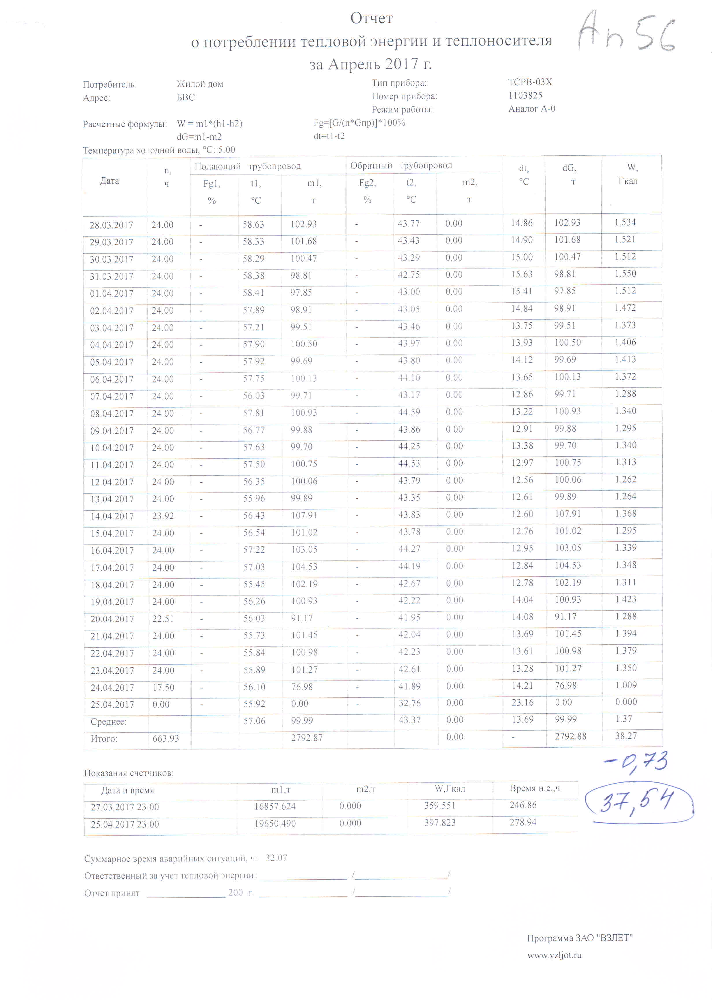 Отчет
Ап 56
о потреблении тепловой энергии и теплоносителя
за Апрель 2017 г.
Потребитель: Жилой дом Тип прибора: ТСРВ-03Х
Адрес: БВС Номер прибора: 1103825
Режим работы: Аналог А-0
Расчетные формулы: W = m1*(h1-h2) Fg=[G/(n*Gпр)]*100%
dG=m1-m2 dt=t1-t2
Температура холодной воды, °С: 5.00
Дата n, ч Подающий трубопровод Обратный трубопровод dt, °С dG, т W, Гкал
Fg1, % t1, °С m1, т Fg2, % t2, °С m2, т
28.03.2017 24.00 - 58.63 102.93 - 43.77 0.00 14.86 102.93 1.534
29.03.2017 24.00 - 58.33 101.68 - 43.43 0.00 14.90 101.68 1.521
30.03.2017 24.00 - 58.29 100.47 - 43.29 0.00 15.00 100.47 1.512
31.03.2017 24.00 - 58.38 98.81 - 42.75 0.00 15.63 98.81 1.550
01.04.2017 24.00 - 58.41 97.85 - 43.00 0.00 15.41 97.85 1.512
02.04.2017 24.00 - 57.89 98.91 - 43.05 0.00 14.84 98.91 1.472
03.04.2017 24.00 - 57.21 99.51 - 43.46 0.00 13.75 99.51 1.373
04.04.2017 24.00 - 57.90 100.50 - 43.97 0.00 13.93 100.50 1.406
05.04.2017 24.00 - 57.92 99.69 - 43.80 0.00 14.12 99.69 1.413
06.04.2017 24.00 - 57.75 100.13 - 44.10 0.00 13.65 100.13 1.372
07.04.2017 24.00 - 56.03 99.71 - 43.17 0.00 12.86 99.71 1.288
08.04.2017 24.00 - 57.81 100.93 - 44.59 0.00 13.22 100.93 1.340
09.04.2017 24.00 - 56.77 99.88 - 43.86 0.00 12.91 99.88 1.295
10.04.2017 24.00 - 57.63 99.70 - 44.25 0.00 13.38 99.70 1.340
11.04.2017 24.00 - 57.50 100.75 - 44.53 0.00 12.97 100.75 1.313
12.04.2017 24.00 - 56.35 100.06 - 43.79 0.00 12.56 100.06 1.262
13.04.2017 24.00 - 55.96 99.89 - 43.35 0.00 12.61 99.89 1.264
14.04.2017 23.92 - 56.43 107.91 - 43.83 0.00 12.60 107.91 1.368
15.04.2017 24.00 - 56.54 101.02 - 43.78 0.00 12.76 101.02 1.295
16.04.2017 24.00 - 57.22 103.05 - 44.27 0.00 12.95 103.05 1.339
17.04.2017 24.00 - 57.03 104.53 - 44.19 0.00 12.84 104.53 1.348
18.04.2017 24.00 - 55.45 102.19 - 42.67 0.00 12.78 102.19 1.311
19.04.2017 24.00 - 56.26 100.93 - 42.22 0.00 14.04 100.93 1.423
20.04.2017 22.51 - 56.03 91.17 - 41.95 0.00 14.08 91.17 1.288
21.04.2017 24.00 - 55.73 101.45 - 42.04 0.00 13.69 101.45 1.394
22.04.2017 24.00 - 55.84 100.98 - 42.23 0.00 13.61 100.98 1.379
23.04.2017 24.00 - 55.89 101.27 - 42.61 0.00 13.28 101.27 1.350
24.04.2017 17.50 - 56.10 76.98 - 41.89 0.00 14.21 76.98 1.009
25.04.2017 0.00 - 55.92 0.00 - 32.76 0.00 23.16 0.00 0.000
Среднее: 57.06 99.99 43.37 0.00 13.69 99.99 1.37
Итого: 663.93 2792.87 0.00 - 2792.88 38.27
-0,73
Показания счетчиков:
Дата и время m1,т m2,т W,Гкал Время н.с.,ч
27.03.2017 23:00 16857.624 0.000 359.551 246.86
37,54
25.04.2017 23:00 19650.490 0.000 397.823 278.94
Суммарное время аварийных ситуаций, ч: 32.07
Ответственный за учет тепловой энергии: ____________ /____________/
Отчет принят ____________ 200 г. ____________ /____________/
Программа ЗАО "ВЗЛЕТ"
www.vzljot.ru